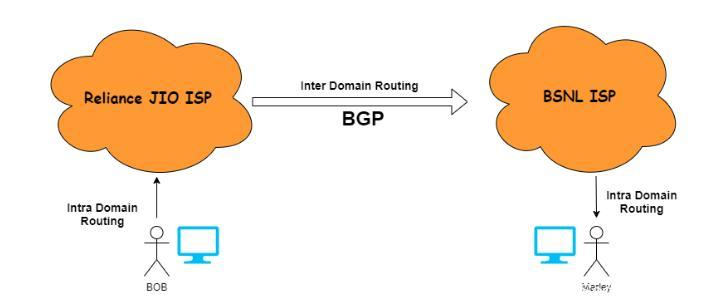 Reliance JIO ISP
Inter Domain Routing
BGP
BSNL ISP
Intra Domain
Routing
Intra Domain
Routing
BOB
Marley